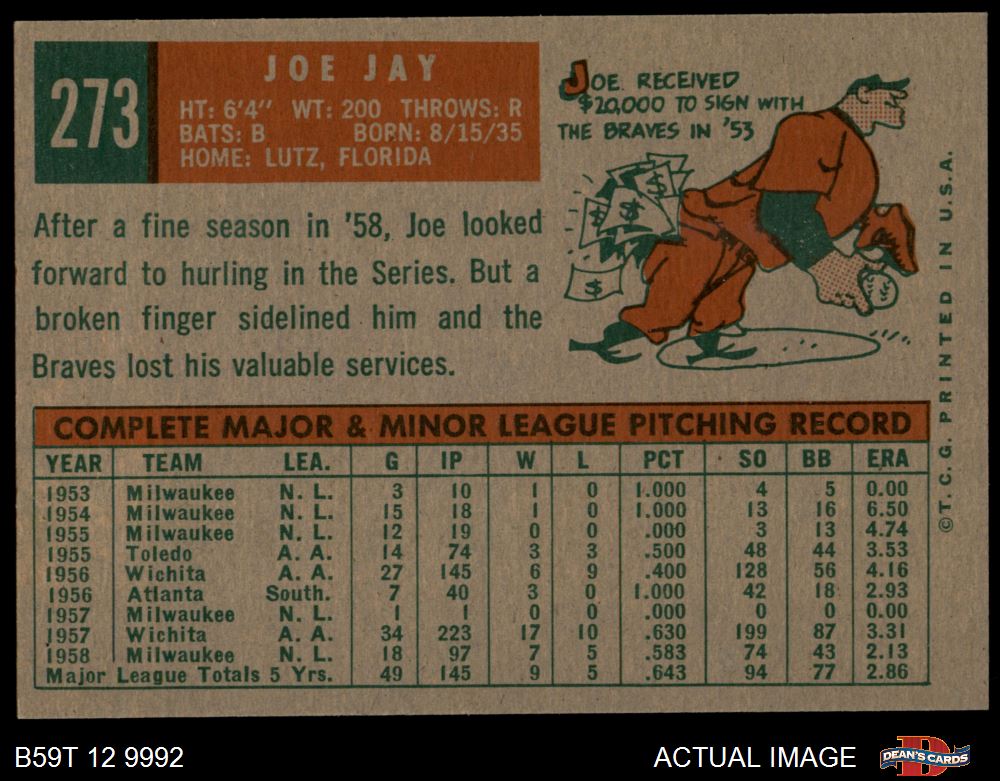 273
JOE JAY
HT: 6'4" WT: 200 THROWS: R
BATS: B BORN: 8/15/35
HOME: LUTZ, FLORIDA
JOE RECEIVED
$20,000 TO SIGN WITH
THE BRAVES IN '53
After a fine season in '58, Joe looked
forward to hurling in the Series. But a
broken finger sidelined him and the
Braves lost his valuable services.
$
$
$
$
COMPLETE MAJOR & MINOR LEAGUE PITCHING RECORD
YEAR TEAM LEA. G IP W L PCT SO BB ERA
1953 Milwaukee N. L. 3 10 1 0 1.000 4 5 0.00
1954 Milwaukee N. L. 15 18 1 0 1.000 13 16 6.50
1955 Milwaukee N. L. 12 19 0 0 .000 3 13 4.74
1955 Toledo A. A. 14 74 3 3 .500 48 44 3.53
1956 Wichita A. A. 27 145 6 9 .400 128 56 4.16
1956 Atlanta South. 7 40 3 0 1.000 42 18 2.93
1957 Milwaukee N. L. 1 1 0 0 .000 0 0 0.00
1957 Wichita A. A. 34 223 17 10 .630 199 87 3.31
1958 Milwaukee N. L. 18 97 7 5 .583 74 43 2.13
Major League Totals 5 Yrs. 49 145 9 5 .643 94 77 2.86
©T. C. G. PRINTED IN U.S.A.
B59T 12 9992
ACTUAL IMAGE
D
DEAN'S CARDS